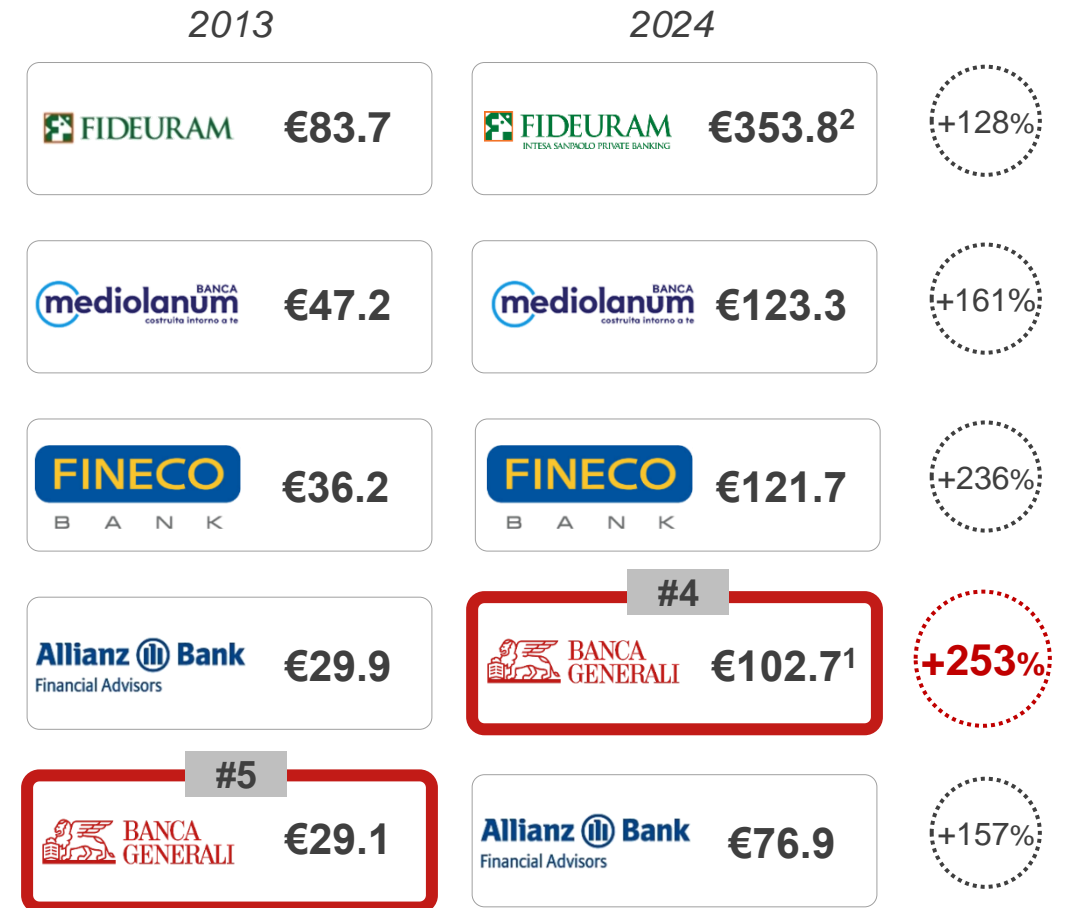 2013 2024
FIDEURAM €83.7 FIDEURAM INTESA SANPAOLO PRIVATE BANKING €353.8² +128%
mediolanum BANCA costruita intorno a te €47.2 mediolanum BANCA costruita intorno a te €123.3 +161%
FINECO BANK €36.2 FINECO BANK €121.7 +236%
#4
Allianz Bank Financial Advisors €29.9 BANCA GENERALI €102.7¹ +253%
#5
BANCA GENERALI €29.1 Allianz Bank Financial Advisors €76.9 +157%